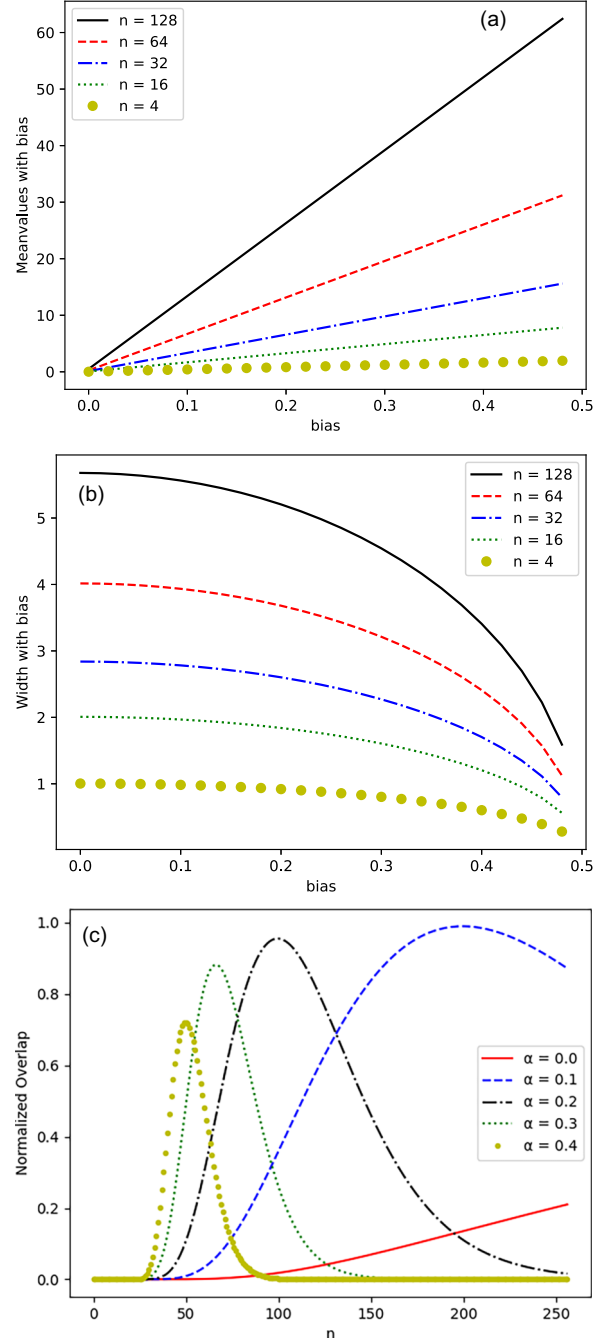 (a)
n = 128
n = 64
n = 32
n = 16
n = 4
Meanvalues with bias
60
50
40
30
20
10
0
0.0 0.1 0.2 0.3 0.4 0.5
bias
(b)
n = 128
n = 64
n = 32
n = 16
n = 4
Width with bias
5
4
3
2
1
0.0 0.1 0.2 0.3 0.4 0.5
bias
(c)
Normalized Overlap
1.0
0.8
0.6
0.4
0.2
0.0
α = 0.0
α = 0.1
α = 0.2
α = 0.3
α = 0.4
0 50 100 150 200 250
n